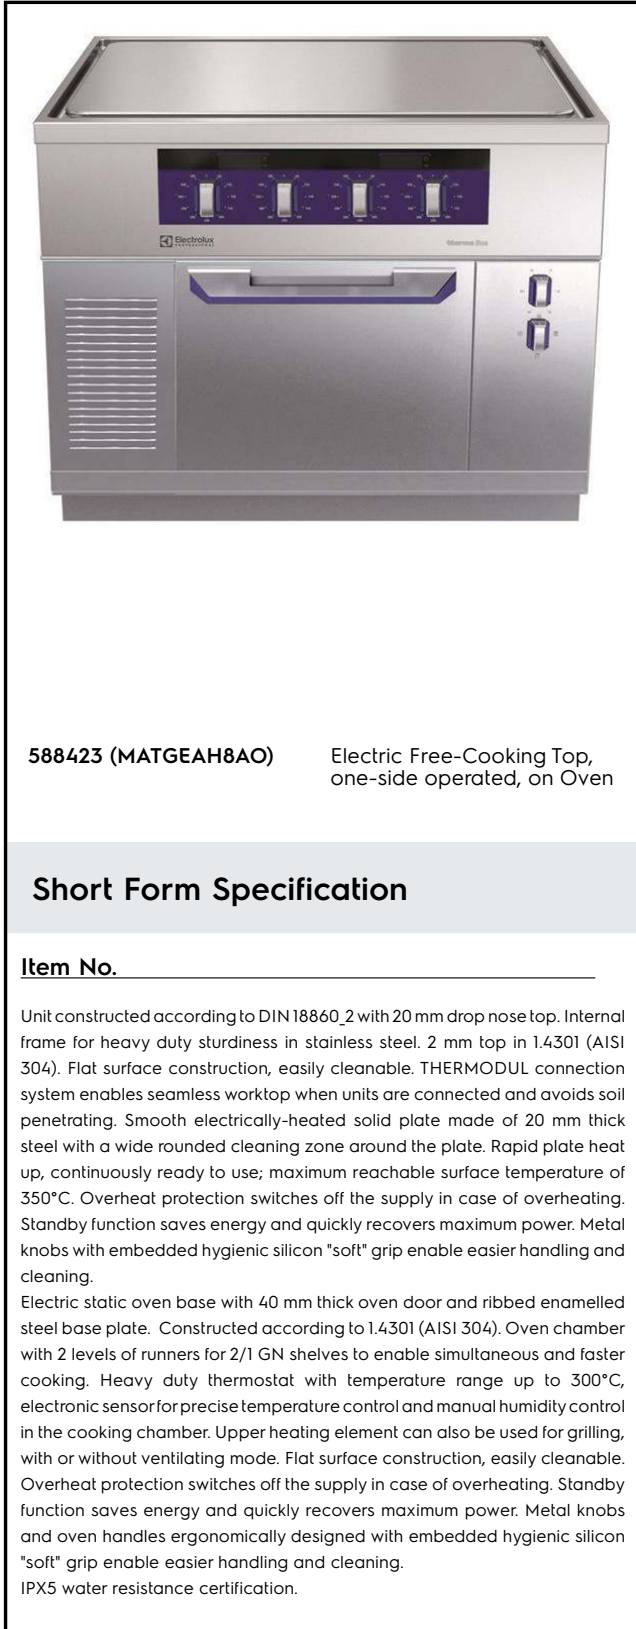 Electrolux
PROFESSIONAL
588423 (MATGEAH8AO)
Electric Free-Cooking Top,
one-side operated, on Oven
Short Form Specification
Item No.
Unit constructed according to DIN 18860_2 with 20 mm drop nose top. Internal
frame for heavy duty sturdiness in stainless steel. 2 mm top in 1.4301 (AISI
304). Flat surface construction, easily cleanable. THERMODUL connection
system enables seamless worktop when units are connected and avoids soil
penetrating. Smooth electrically-heated solid plate made of 20 mm thick
steel with a wide rounded cleaning zone around the plate. Rapid plate heat
up, continuously ready to use; maximum reachable surface temperature of
350°C. Overheat protection switches off the supply in case of overheating.
Standby function saves energy and quickly recovers maximum power. Metal
knobs with embedded hygienic silicon "soft" grip enable easier handling and
cleaning.
Electric static oven base with 40 mm thick oven door and ribbed enamelled
steel base plate. Constructed according to 1.4301 (AISI 304). Oven chamber
with 2 levels of runners for 2/1 GN shelves to enable simultaneous and faster
cooking. Heavy duty thermostat with temperature range up to 300°C,
electronic sensor for precise temperature control and manual humidity control
in the cooking chamber. Upper heating element can also be used for grilling,
with or without ventilating mode. Flat surface construction, easily cleanable.
Overheat protection switches off the supply in case of overheating. Standby
function saves energy and quickly recovers maximum power. Metal knobs
and oven handles ergonomically designed with embedded hygienic silicon
"soft" grip enable easier handling and cleaning.
IPX5 water resistance certification.